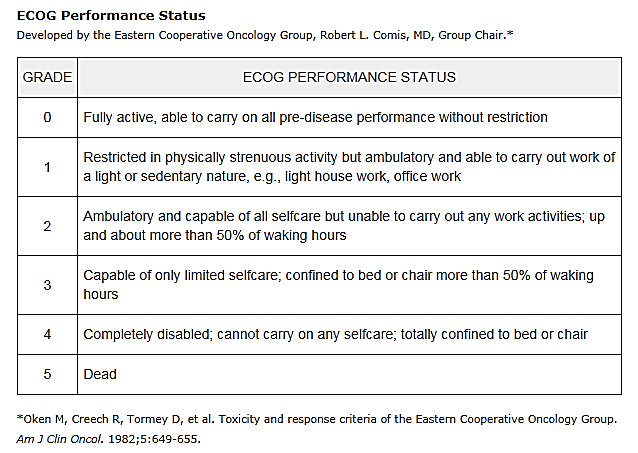 ECOG Performance Status
Developed by the Eastern Cooperative Oncology Group, Robert L. Comis, MD, Group Chair.*
GRADE ECOG PERFORMANCE STATUS
0 Fully active, able to carry on all pre-disease performance without restriction
1 Restricted in physically strenuous activity but ambulatory and able to carry out work of
a light or sedentary nature, e.g., light house work, office work
2 Ambulatory and capable of all selfcare but unable to carry out any work activities; up
and about more than 50% of waking hours
3 Capable of only limited selfcare; confined to bed or chair more than 50% of waking
hours
4 Completely disabled; cannot carry on any selfcare; totally confined to bed or chair
5 Dead
*Oken M, Creech R, Tormey D, et al. Toxicity and response criteria of the Eastern Cooperative Oncology Group.
Am J Clin Oncol. 1982;5:649-655.